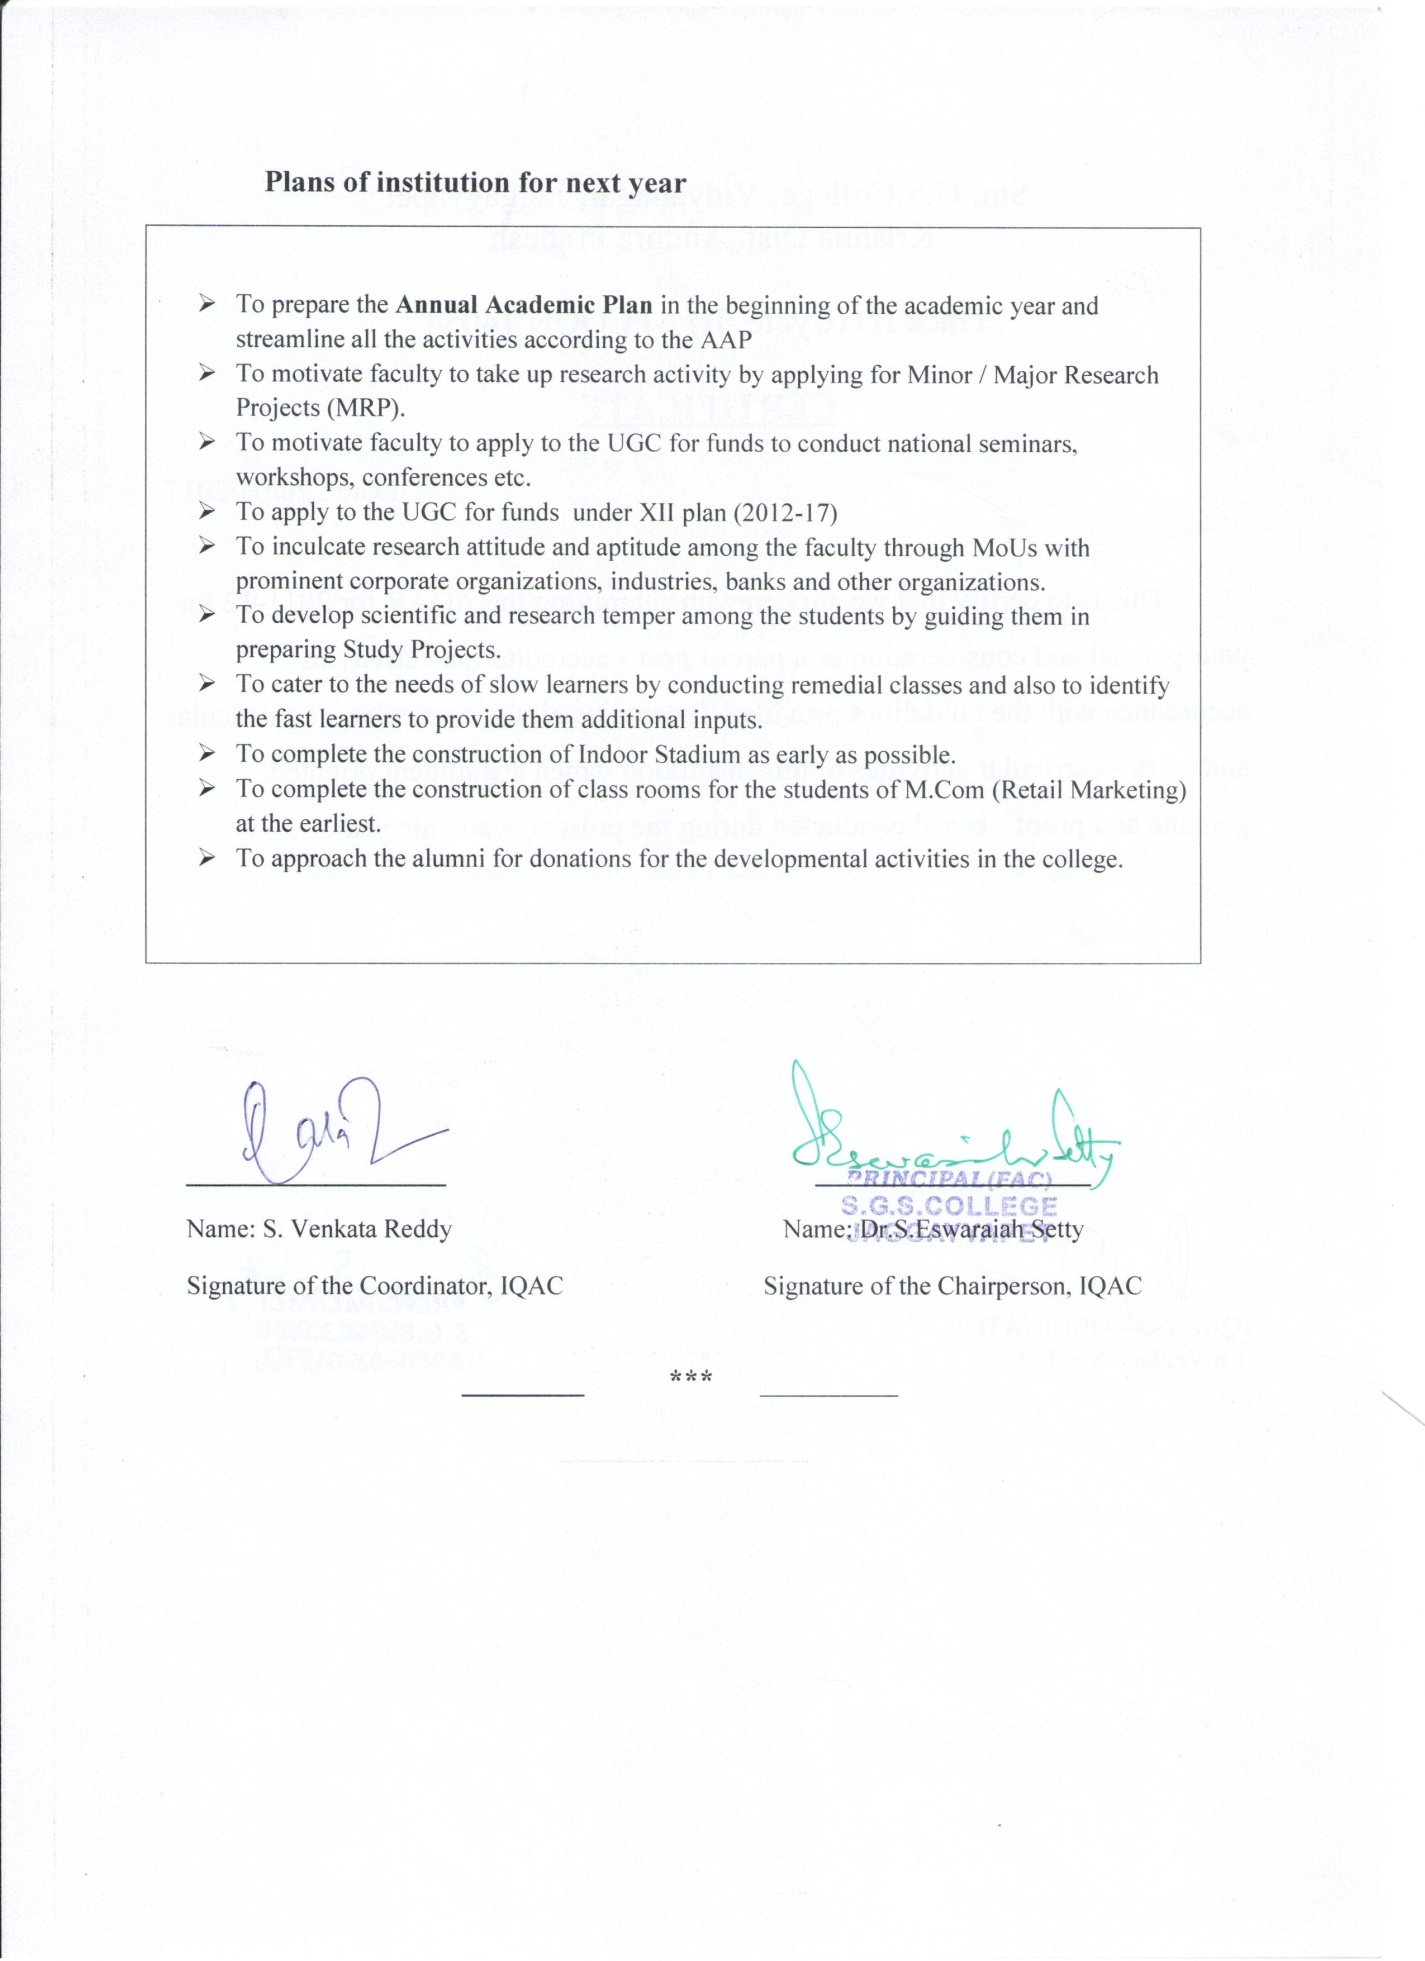 Plans of institution for next year
➢ To prepare the Annual Academic Plan in the beginning of the academic year and
streamline all the activities according to the AAP
➢ To motivate faculty to take up research activity by applying for Minor / Major Research
Projects (MRP).
➢ To motivate faculty to apply to the UGC for funds to conduct national seminars,
workshops, conferences etc.
➢ To apply to the UGC for funds under XII plan (2012-17)
➢ To inculcate research attitude and aptitude among the faculty through MoUs with
prominent corporate organizations, industries, banks and other organizations.
➢ To develop scientific and research temper among the students by guiding them in
preparing Study Projects.
➢ To cater to the needs of slow learners by conducting remedial classes and also to identify
the fast learners to provide them additional inputs.
➢ To complete the construction of Indoor Stadium as early as possible.
➢ To complete the construction of class rooms for the students of M.Com (Retail Marketing)
at the earliest.
➢ To approach the alumni for donations for the developmental activities in the college.
Eswaraiah Setty
PRINCIPAL (FAC)
S.G.S.COLLEGE
JAGGAYYAPET
Name: S. Venkata Reddy Name: Dr.S.Eswaraiah Setty
Signature of the Coordinator, IQAC Signature of the Chairperson, IQAC
***